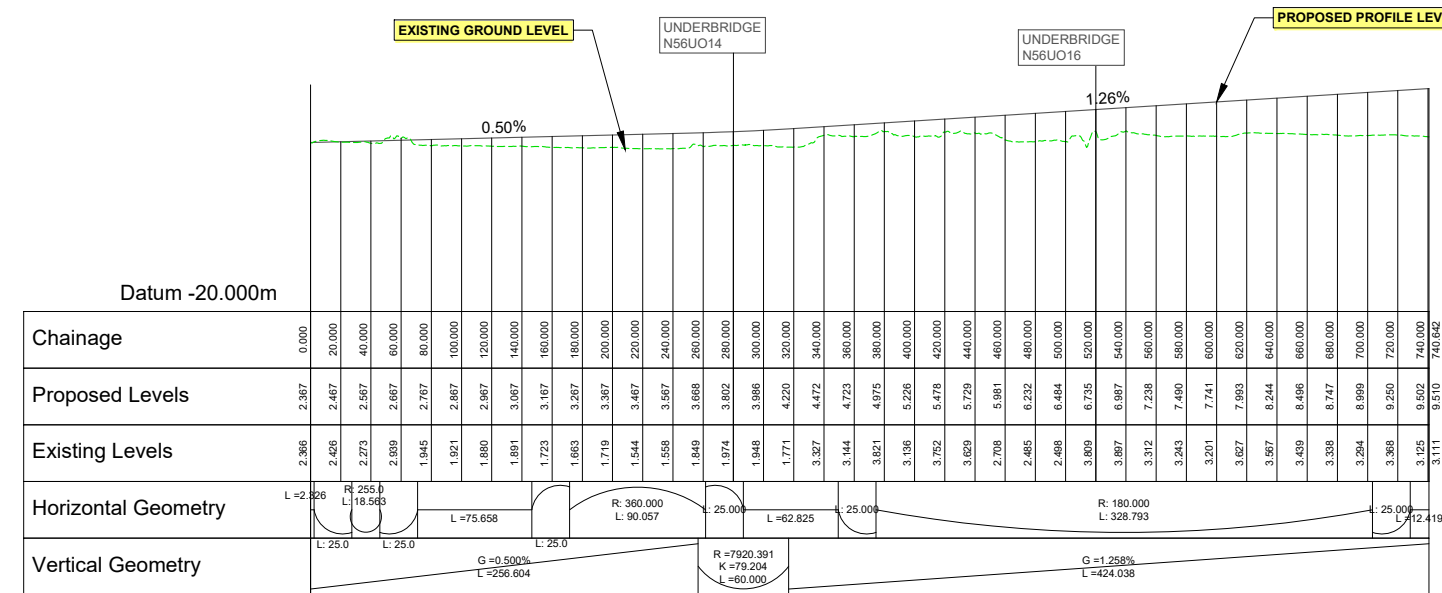 EXISTING GROUND LEVEL
UNDERBRIDGE
N56UO14
UNDERBRIDGE
N56UO16
PROPOSED PROFILE LEV
0.50%
1.26%
Datum -20.000m
Chainage
0.000 20.000 40.000 60.000 80.000 100.000 120.000 140.000 160.000 180.000 200.000 220.000 240.000 260.000 280.000 300.000 320.000 340.000 360.000 380.000 400.000 420.000 440.000 460.000 480.000 500.000 520.000 540.000 560.000 580.000 600.000 620.000 640.000 660.000 680.000 700.000 720.000 740.000 740.642
Proposed Levels
2.367 2.467 2.567 2.667 2.767 2.867 2.967 3.067 3.167 3.267 3.367 3.467 3.567 3.688 3.802 3.986 4.220 4.472 4.723 4.975 5.226 5.478 5.729 5.981 6.232 6.484 6.735 6.987 7.238 7.490 7.741 7.993 8.244 8.496 8.747 8.999 9.250 9.502 9.510
Existing Levels
2.366 2.426 2.273 2.939 1.945 1.921 1.880 1.891 1.723 1.663 1.719 1.544 1.558 1.849 1.974 1.948 1.771 3.327 3.144 3.821 3.136 3.752 3.629 2.708 2.485 2.498 3.809 3.897 3.312 3.243 3.201 3.627 3.567 3.439 3.338 3.294 3.368 3.125 3.111
Horizontal Geometry
L =2.326
R: 255.0
L: 18.563
L: 25.0
L: 25.0
L =75.658
L: 25.0
R: 360.000
L: 90.057
L: 25.000
L =62.825
L: 25.000
R: 180.000
L: 328.793
L: 25.000
L =12.419
Vertical Geometry
G =0.500%
L =256.604
R =7920.391
K =79.204
L =60.000
G =1.258%
L =424.038